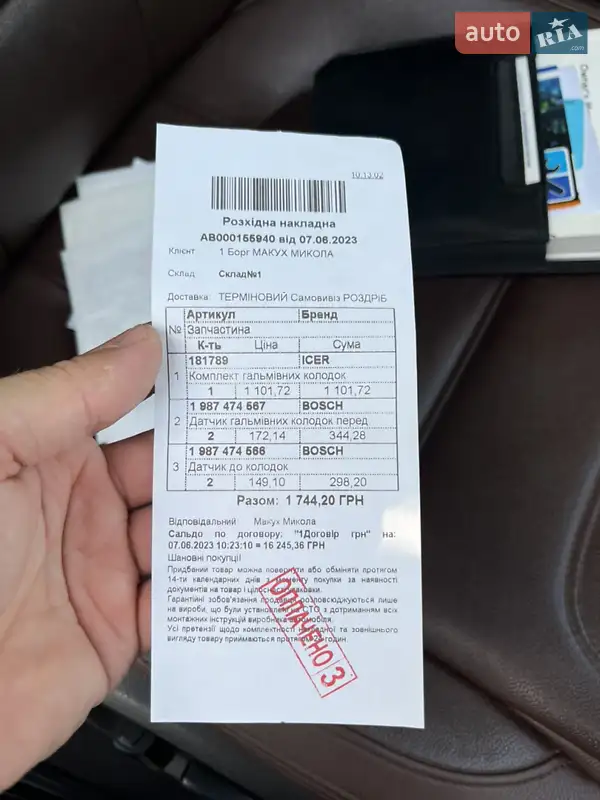 auto RIA .com
10:13:02
Розхідна накладна
АВ000155940 від 07.06.2023
Клієнт 1 Борг МАКУХ МИКОЛА
Склад Склад№1
Доставка: ТЕРМІНОВИЙ Самовивіз РОЗДРІБ
Артикул Бренд
№ Запчастина
К-ть Ціна Сума
181789 ICER
1 Комплект гальмівних колодок
1 1 101,72 1 101,72
1 987 474 567 BOSCH
2 Датчик гальмівних колодок перед
2 172,14 344,28
1 987 474 566 BOSCH
3 Датчик до колодок
2 149,10 298,20
Разом: 1 744,20 ГРН
Відповідальний Макух Микола
Сальдо по договору: "1Договір грн" на:
07.06.2023 10:23:10 = 16 245,36 ГРН
Шановні покупці!
Придбаний товар можна повернути або обміняти протягом
14-ти календарних днів з моменту покупки за наявності
документів на товар і цілісності упаковки.
Гарантійні зобов'язання продавця розповсюджуються лише
на вироби, що були установлені на СТО з дотриманням всіх
монтажних інструкцій виробника автомобіля.
Усі претензії щодо комплектності накладної та зовнішнього
вигляду товару приймаються протягом годин.
ОПЛАЧЕНО 3